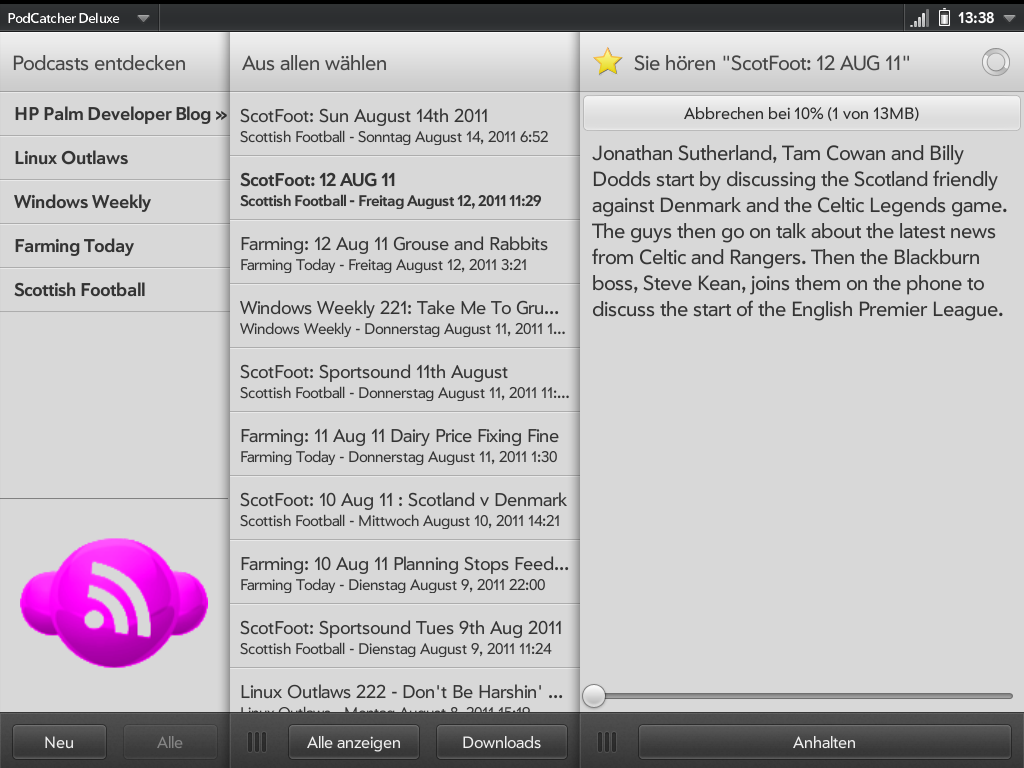 PodCatcher Deluxe
13:38
Podcasts entdecken
HP Palm Developer Blog »
Linux Outlaws
Windows Weekly
Farming Today
Scottish Football
Neu
Alle
Aus allen wählen
ScotFoot: Sun August 14th 2011
Scottish Football - Sonntag August 14, 2011 6:52
ScotFoot: 12 AUG 11
Scottish Football - Freitag August 12, 2011 11:29
Farming: 12 Aug 11 Grouse and Rabbits
Farming Today - Freitag August 12, 2011 3:21
Windows Weekly 221: Take Me To Gru...
Windows Weekly - Donnerstag August 11, 2011 1...
ScotFoot: Sportsound 11th August
Scottish Football - Donnerstag August 11, 2011 11:...
Farming: 11 Aug 11 Dairy Price Fixing Fine
Farming Today - Donnerstag August 11, 2011 1:30
ScotFoot: 10 Aug 11 : Scotland v Denmark
Scottish Football - Mittwoch August 10, 2011 14:21
Farming: 10 Aug 11 Planning Stops Feed...
Farming Today - Dienstag August 9, 2011 22:00
ScotFoot: Sportsound Tues 9th Aug 2011
Scottish Football - Dienstag August 9, 2011 11:24
Linux Outlaws 222 - Don't Be Harshin' ...
Linux Outlaws - Montag August 8, 2011 15:19
Alle anzeigen
Downloads
Sie hören "ScotFoot: 12 AUG 11"
Abbrechen bei 10% (1 von 13MB)
Jonathan Sutherland, Tam Cowan and Billy
Dodds start by discussing the Scotland friendly
against Denmark and the Celtic Legends game.
The guys then go on talk about the latest news
from Celtic and Rangers. Then the Blackburn
boss, Steve Kean, joins them on the phone to
discuss the start of the English Premier League.
Anhalten